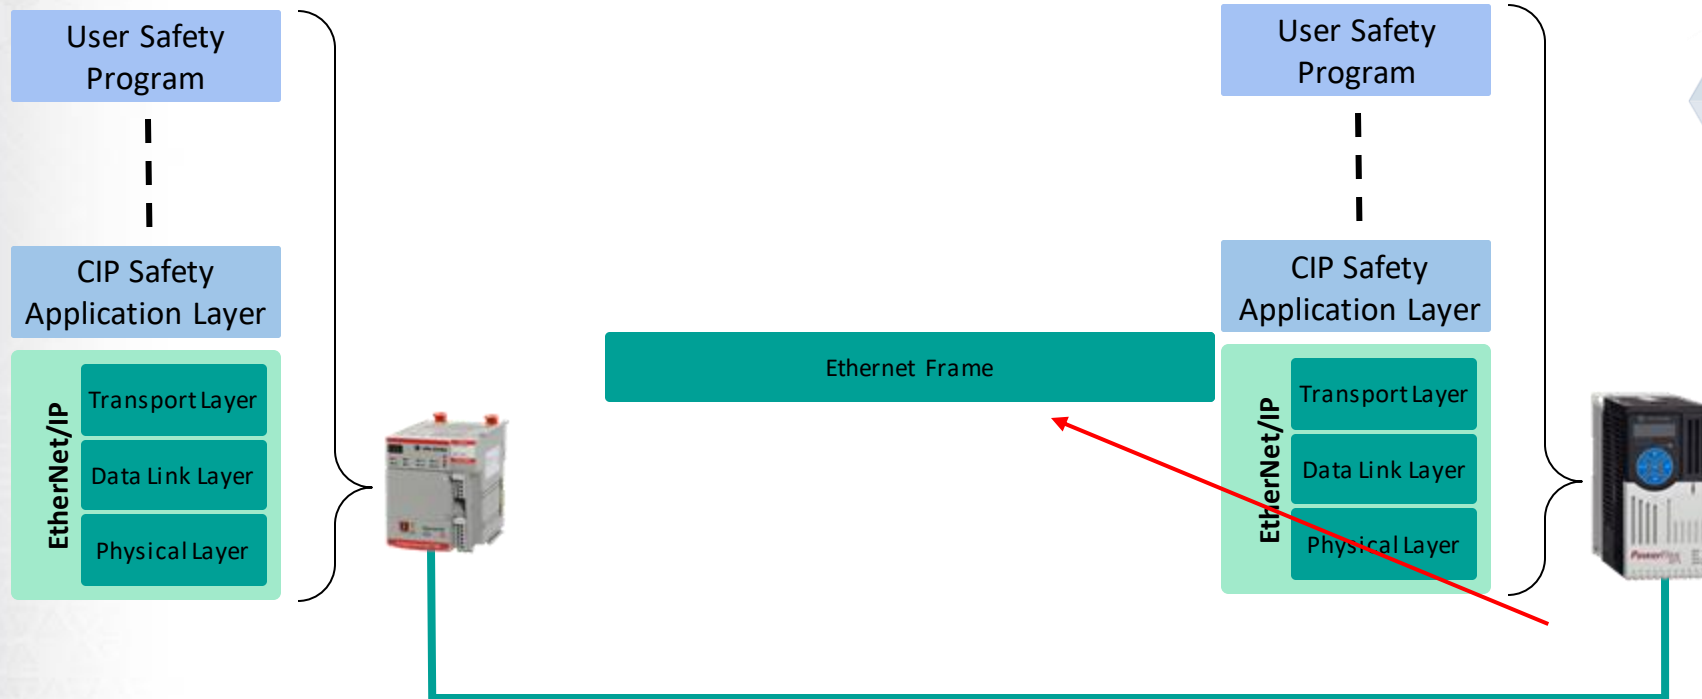 User Safety
Program
CIP Safety
Application Layer
EtherNet/IP
Transport Layer
Data Link Layer
Physical Layer
Ethernet Frame
User Safety
Program
CIP Safety
Application Layer
EtherNet/IP
Transport Layer
Data Link Layer
Physical Layer
PowerFlex